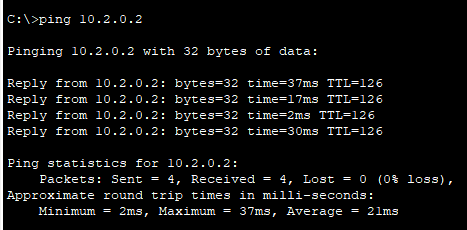 C:\>ping 10.2.0.2
Pinging 10.2.0.2 with 32 bytes of data:
Reply from 10.2.0.2: bytes=32 time=37ms TTL=126
Reply from 10.2.0.2: bytes=32 time=17ms TTL=126
Reply from 10.2.0.2: bytes=32 time=2ms TTL=126
Reply from 10.2.0.2: bytes=32 time=30ms TTL=126
Ping statistics for 10.2.0.2:
Packets: Sent = 4, Received = 4, Lost = 0 (0% loss),
Approximate round trip times in milli-seconds:
Minimum = 2ms, Maximum = 37ms, Average = 21ms